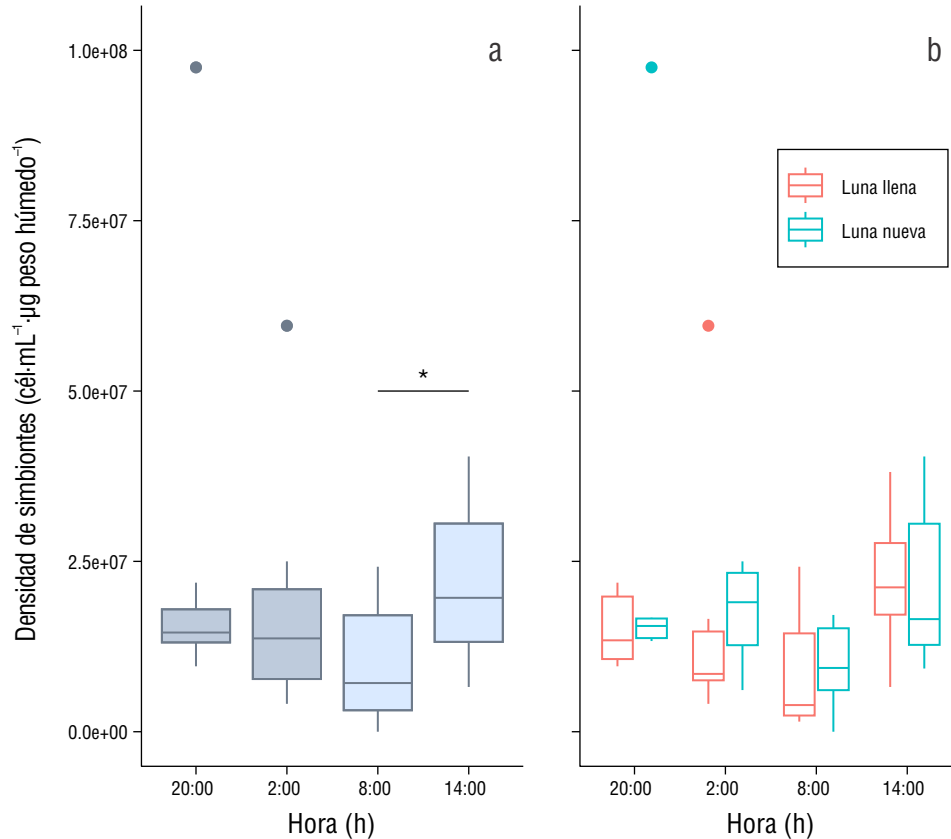 a
b
1.0e+08
7.5e+07
5.0e+07
2.5e+07
0.0e+00
Densidad de simbiontes (cél·mL⁻¹·µg peso húmedo⁻¹)
*
Luna llena
Luna nueva
20:00 2:00 8:00 14:00
20:00 2:00 8:00 14:00
Hora (h)
Hora (h)